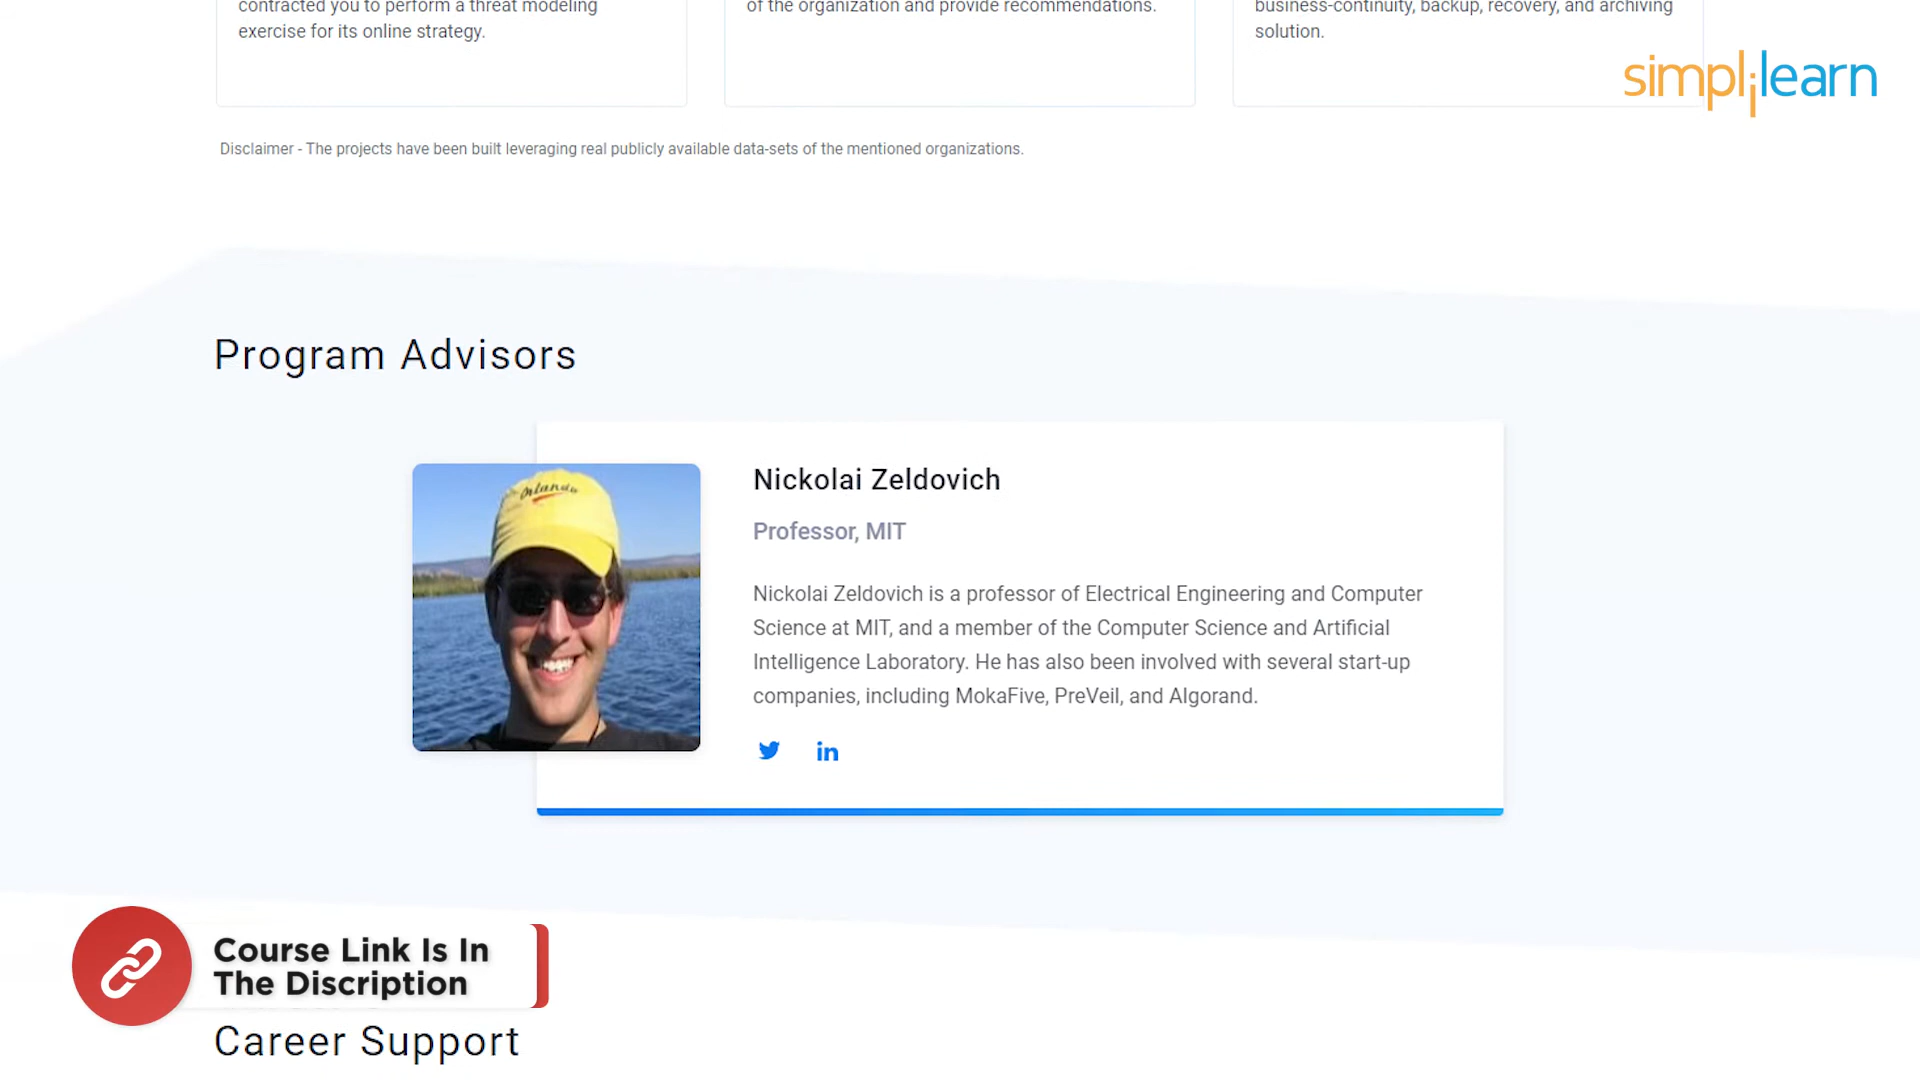 contracted you to perform a threat modeling
exercise for its online strategy.
of the organization and provide recommendations.
business-continuity, backup, recovery, and archiving
solution.
simplilearn
Disclaimer - The projects have been built leveraging real publicly available data-sets of the mentioned organizations.
Program Advisors
Orlando
Nickolai Zeldovich
Professor, MIT
Nickolai Zeldovich is a professor of Electrical Engineering and Computer
Science at MIT, and a member of the Computer Science and Artificial
Intelligence Laboratory. He has also been involved with several start-up
companies, including MokaFive, PreVeil, and Algorand.
in
Course Link Is In
The Discription
Career Support